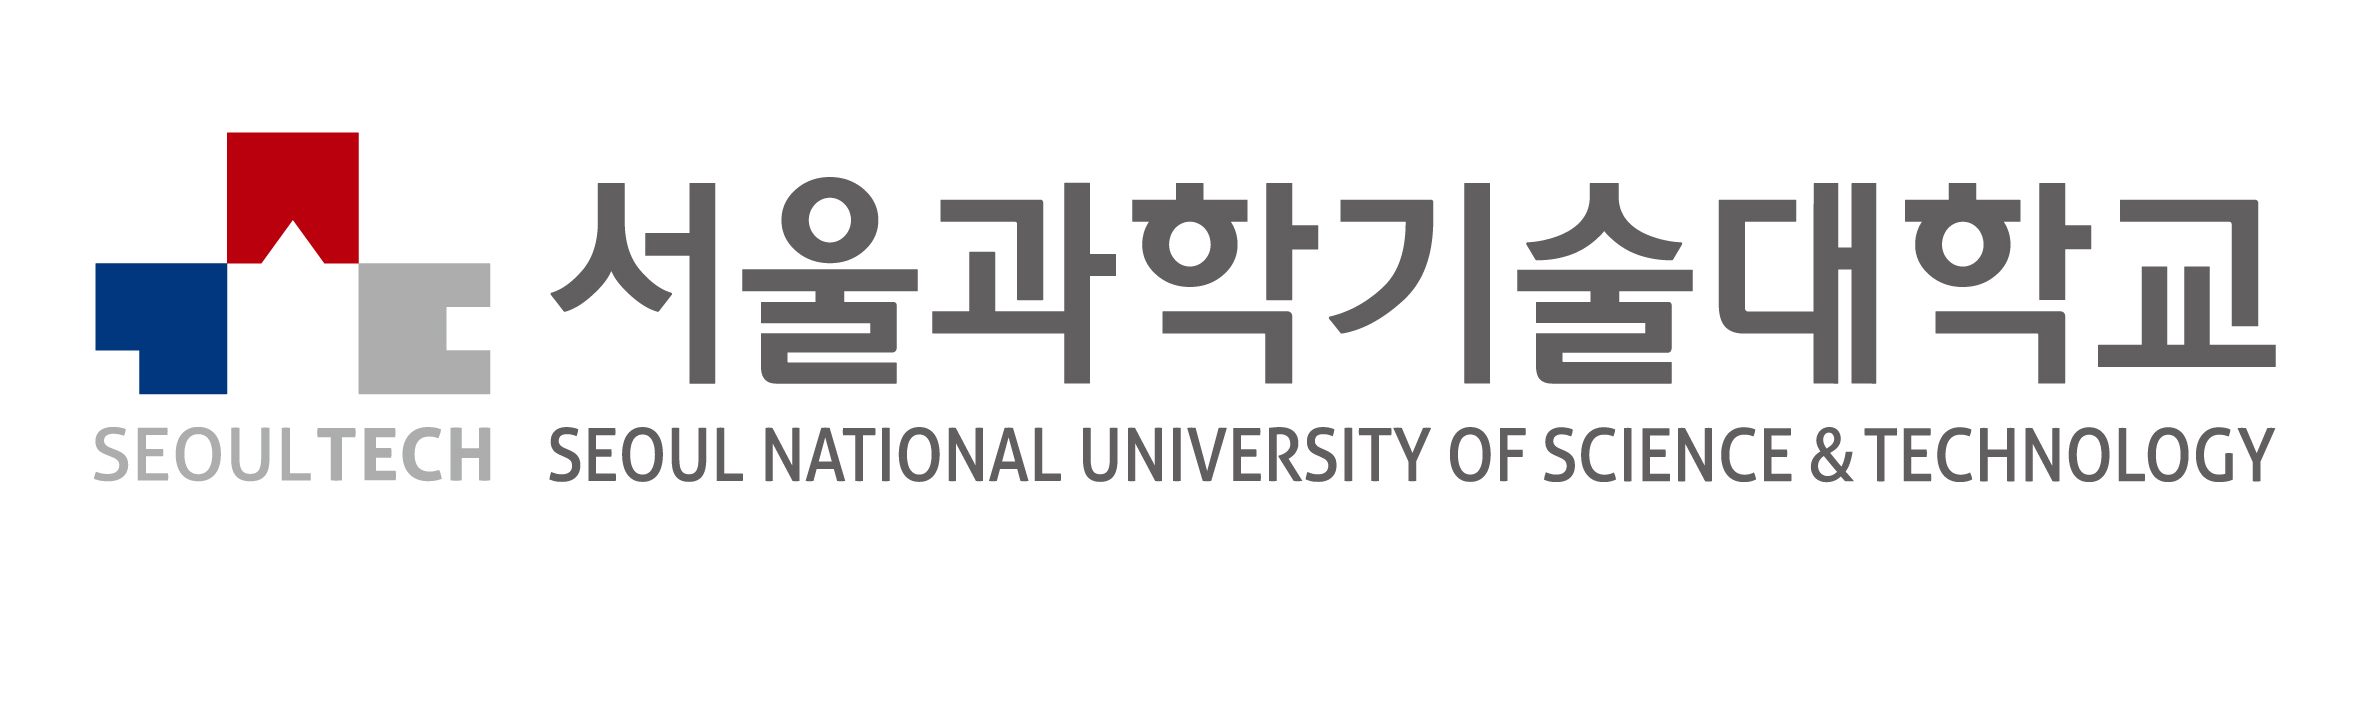 서울과학기술대학교
SEOULTECH
SEOUL NATIONAL UNIVERSITY OF SCIENCE & TECHNOLOGY